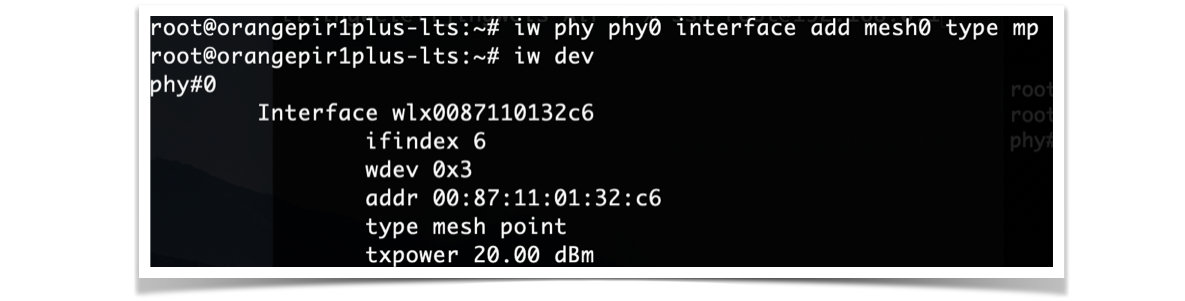 root@orangepir1plus-lts:~# iw phy phy0 interface add mesh0 type mp
root@orangepir1plus-lts:~# iw dev
phy#0
Interface wlx0087110132c6
ifindex 6
wdev 0x3
addr 00:87:11:01:32:c6
type mesh point
txpower 20.00 dBm
root
root
phy#